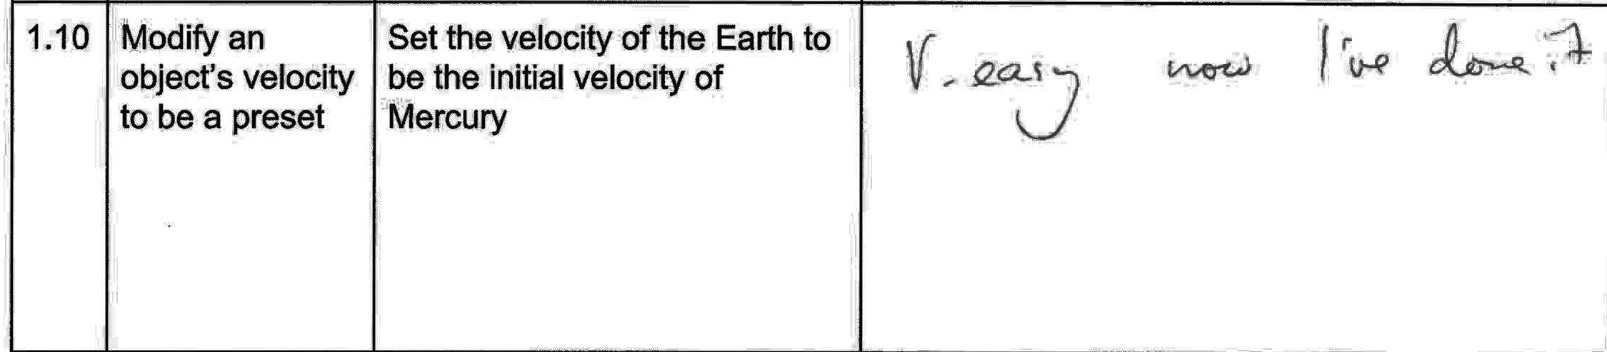 1.10
Modify an
object's velocity
to be a preset
Set the velocity of the Earth to
be the initial velocity of
Mercury
V. easy now I've done it